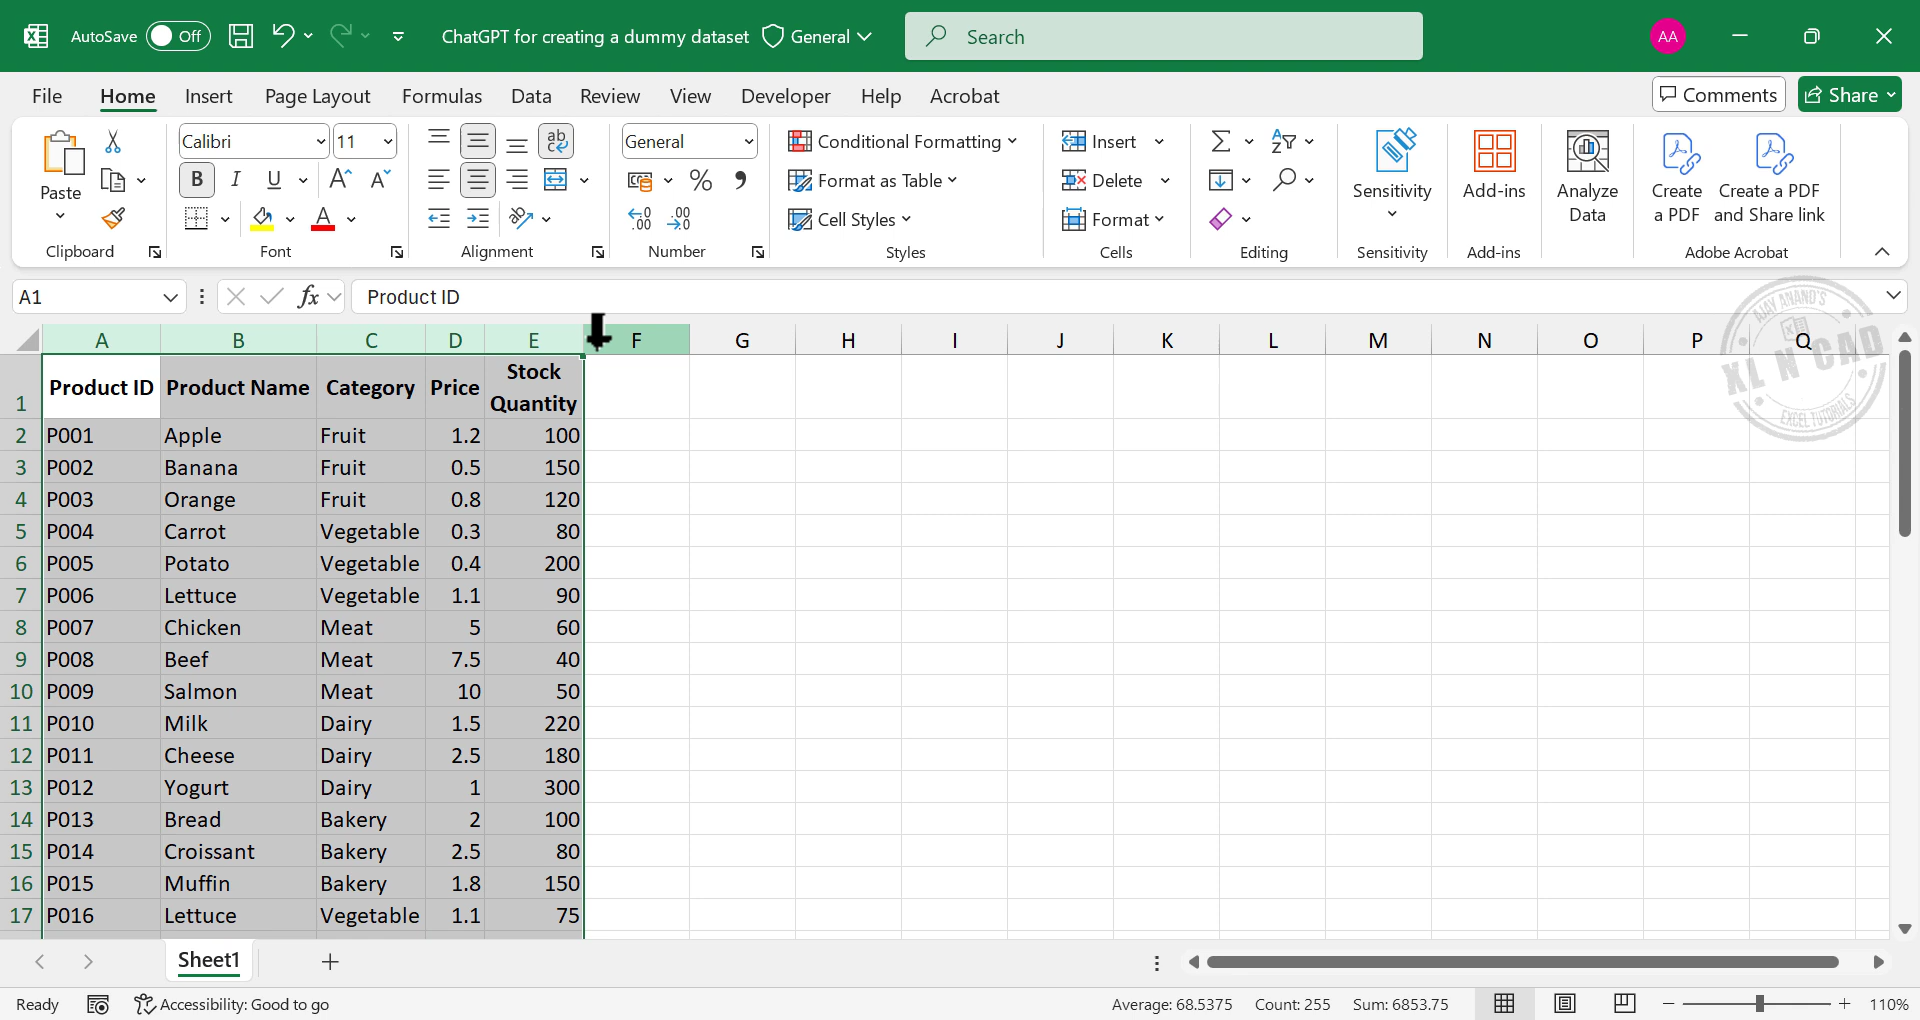 AutoSave Off ChatGPT for creating a dummy dataset General Search AA
File Home Insert Page Layout Formulas Data Review View Developer Help Acrobat Comments Share
Calibri 11 ab General Conditional Formatting Insert
Paste B I U A A % Format as Table Delete Sensitivity Add-ins Analyze Data Create a PDF Create a PDF and Share link
A Cell Styles Format
Clipboard Font Alignment Number Styles Cells Editing Sensitivity Add-ins Adobe Acrobat
A1 fx Product ID
AJAY ANAND'S
XL N CAD
EXCEL TUTORIALS
A B C D E F G H I J K L M N O P Q
1 Product ID Product Name Category Price Stock Quantity
2 P001 Apple Fruit 1.2 100
3 P002 Banana Fruit 0.5 150
4 P003 Orange Fruit 0.8 120
5 P004 Carrot Vegetable 0.3 80
6 P005 Potato Vegetable 0.4 200
7 P006 Lettuce Vegetable 1.1 90
8 P007 Chicken Meat 5 60
9 P008 Beef Meat 7.5 40
10 P009 Salmon Meat 10 50
11 P010 Milk Dairy 1.5 220
12 P011 Cheese Dairy 2.5 180
13 P012 Yogurt Dairy 1 300
14 P013 Bread Bakery 2 100
15 P014 Croissant Bakery 2.5 80
16 P015 Muffin Bakery 1.8 150
17 P016 Lettuce Vegetable 1.1 75
Sheet1
Ready Accessibility: Good to go Average: 68.5375 Count: 255 Sum: 6853.75 110%